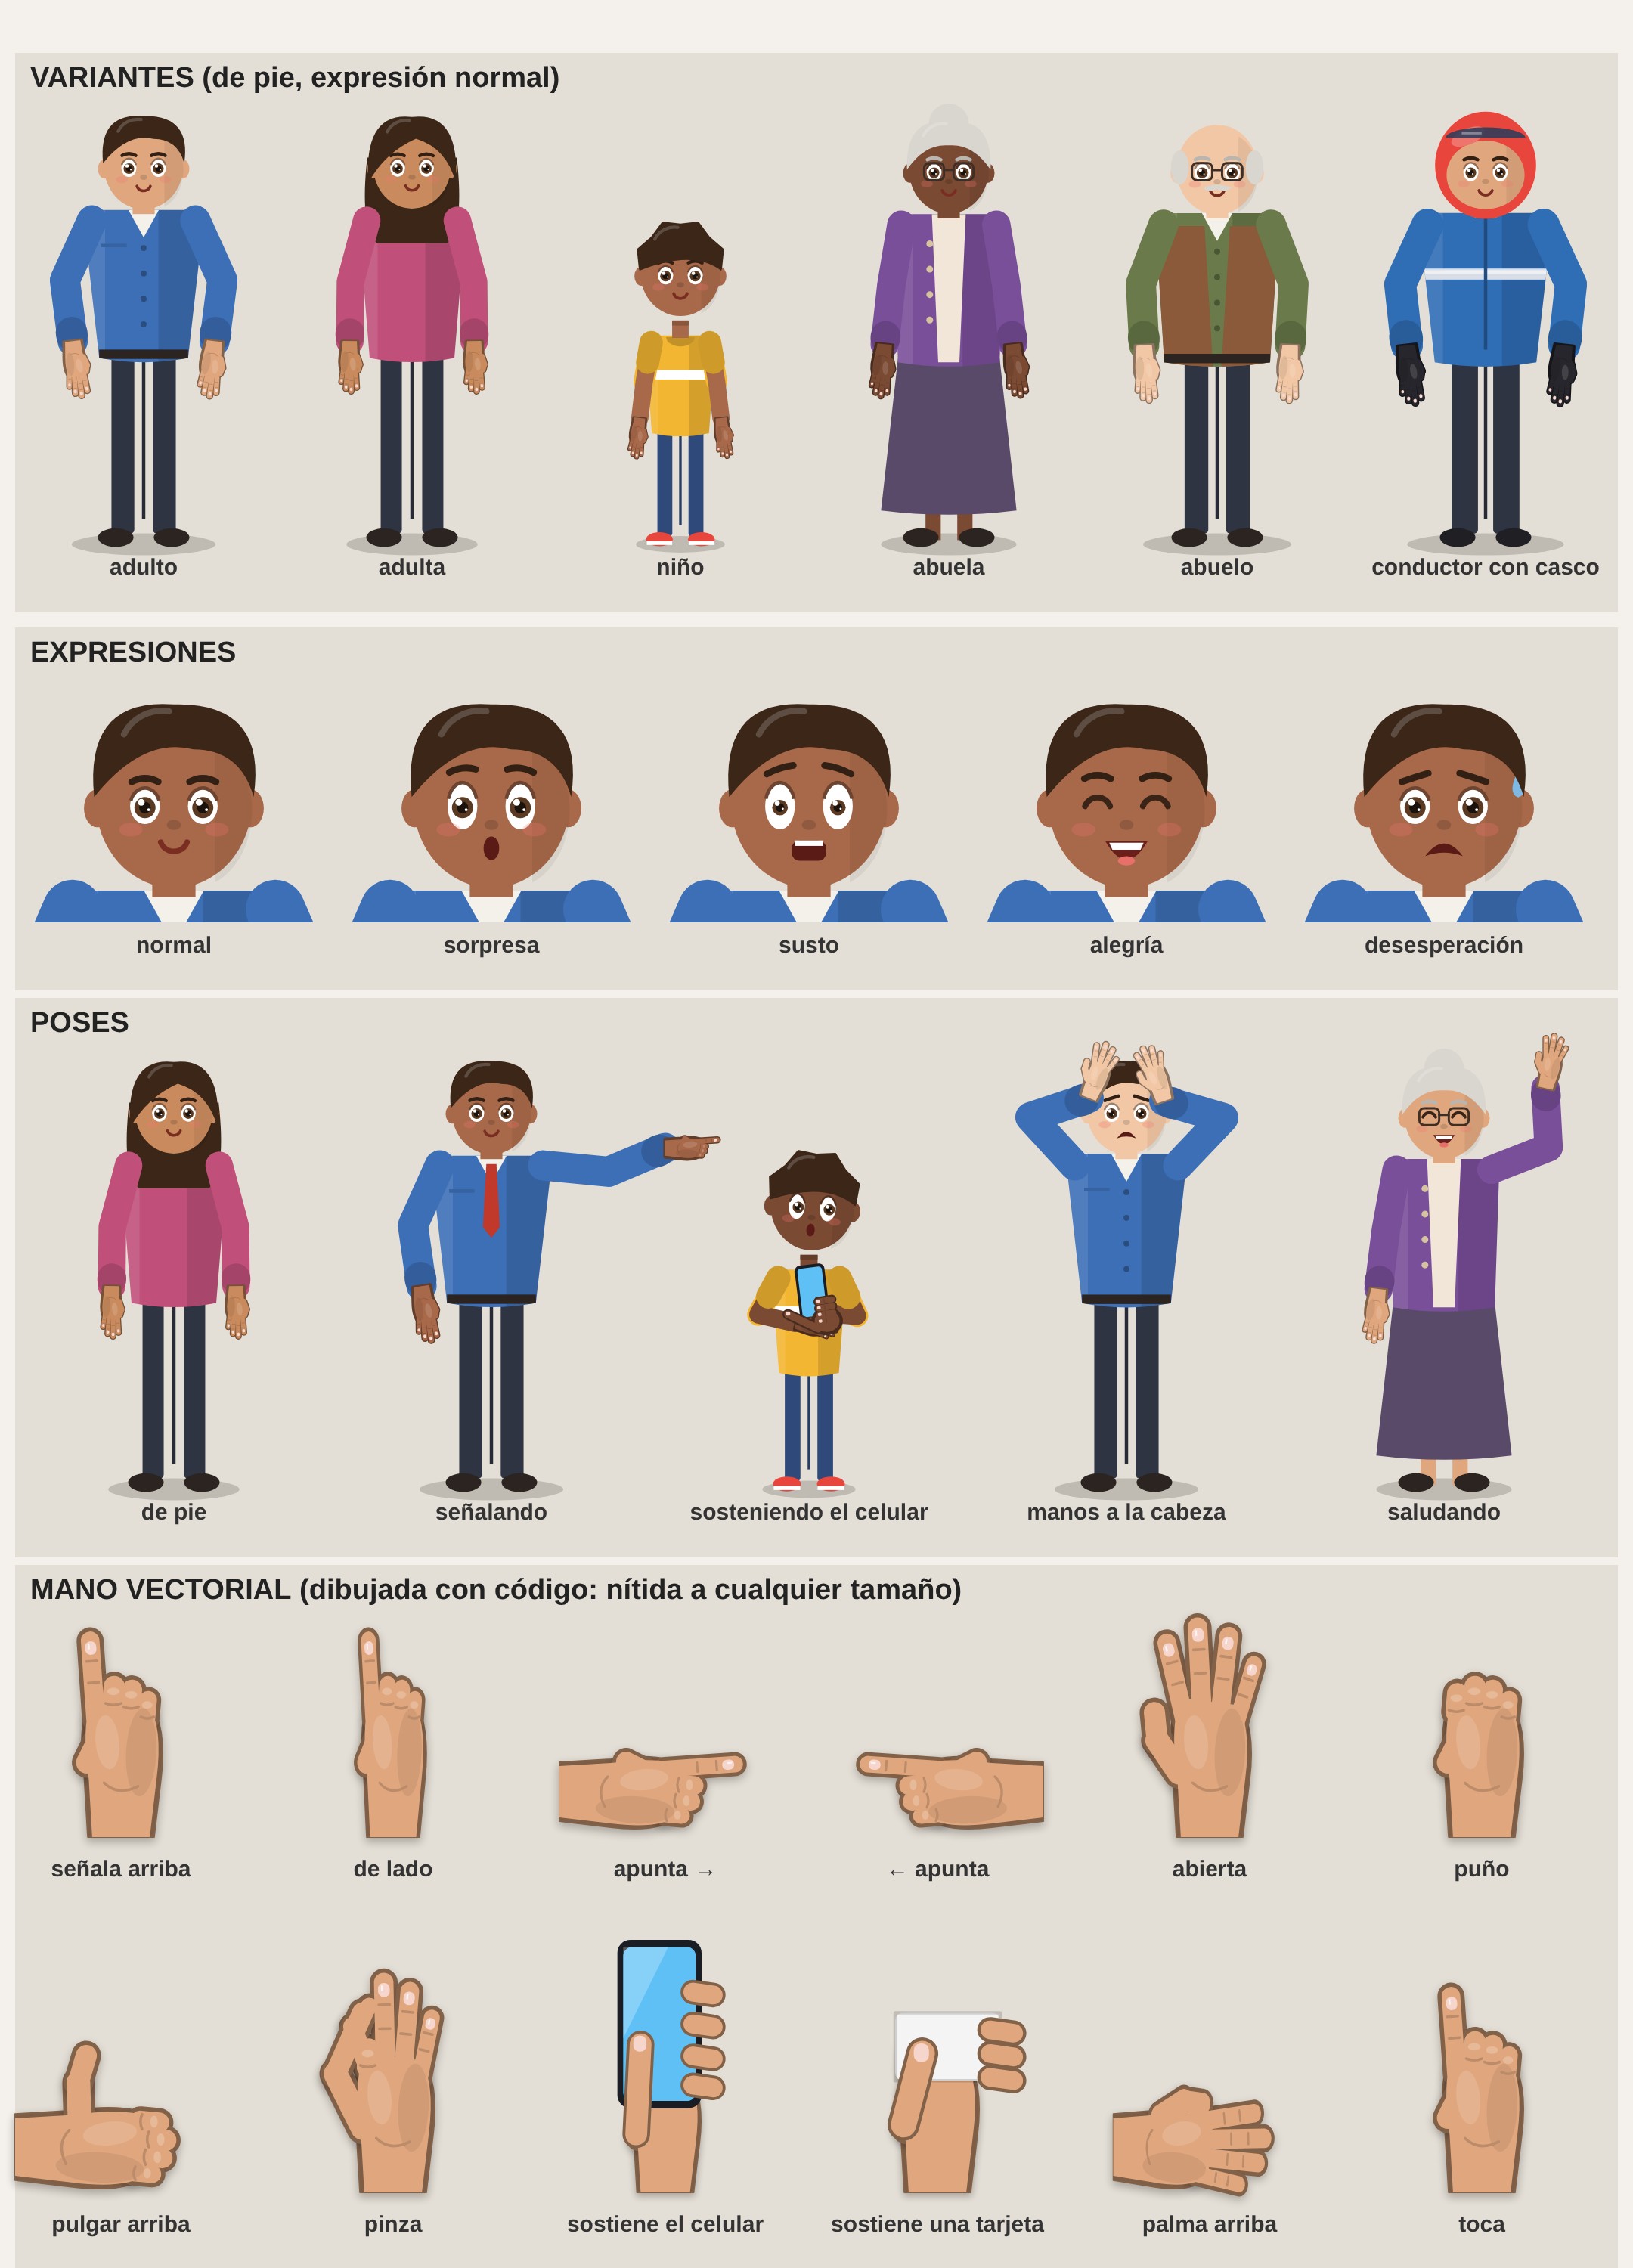 VARIANTES (de pie, expresión normal)
adulto
adulta
niño
abuela
abuelo
conductor con casco
EXPRESIONES
normal
sorpresa
susto
alegría
desesperación
POSES
de pie
señalando
sosteniendo el celular
manos a la cabeza
saludando
MANO VECTORIAL (dibujada con código: nítida a cualquier tamaño)
señala arriba
de lado
apunta →
← apunta
abierta
puño
pulgar arriba
pinza
sostiene el celular
sostiene una tarjeta
palma arriba
toca